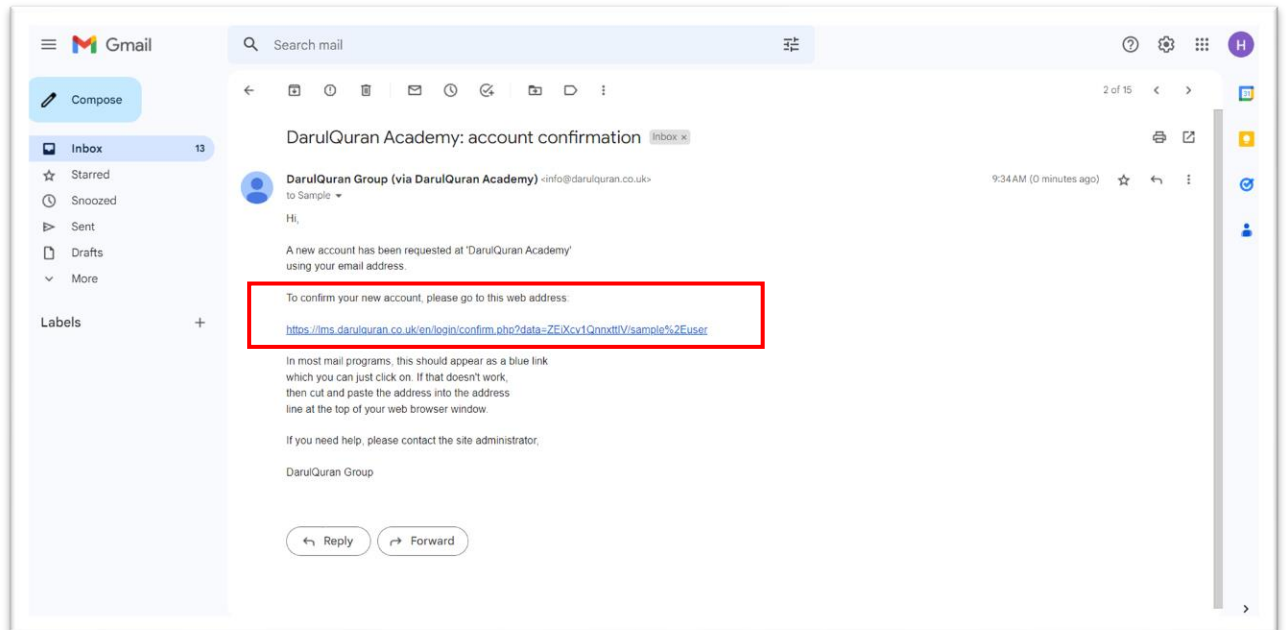 Gmail
Search mail
H
Compose
2 of 15
DarulQuran Academy: account confirmation Inbox ×
Inbox 13
Starred
Snoozed
Sent
Drafts
More
Labels +
DarulQuran Group (via DarulQuran Academy) <info@darulquran.co.uk>
9:34 AM (0 minutes ago)
to Sample
Hi,
A new account has been requested at 'DarulQuran Academy'
using your email address.
To confirm your new account, please go to this web address:
https://lms.darulquran.co.uk/en/login/confirm.php?data=ZEiXcv1QnnxttIV/sample%2Euser
In most mail programs, this should appear as a blue link
which you can just click on. If that doesn't work,
then cut and paste the address into the address
line at the top of your web browser window.
If you need help, please contact the site administrator,
DarulQuran Group
Reply
Forward
31